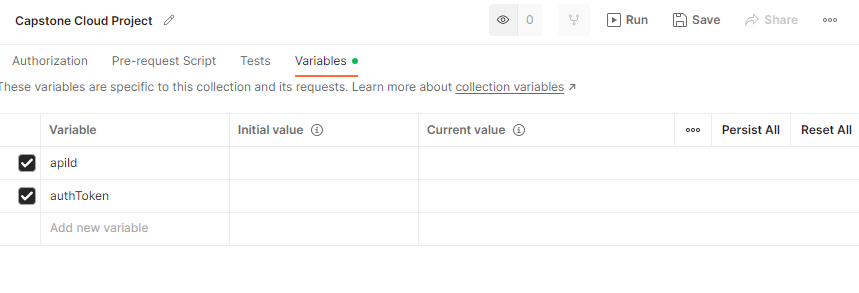 Capstone Cloud Project 0 Run Save Share
Authorization Pre-request Script Tests Variables
These variables are specific to this collection and its requests. Learn more about collection variables ↗
Variable Initial value Current value Persist All Reset All
apiId
authToken
Add new variable